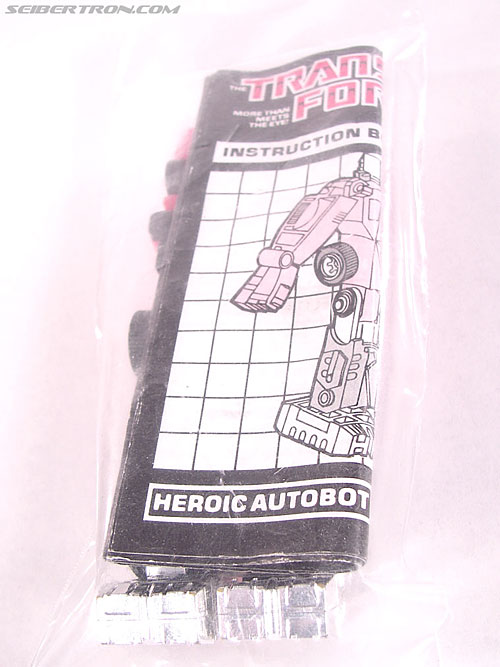 SEIBERTRON.COM
THE TRANS
FOR
MORE THAN
MEETS
THE EYE!
INSTRUCTION B
HEROIC AUTOBOT